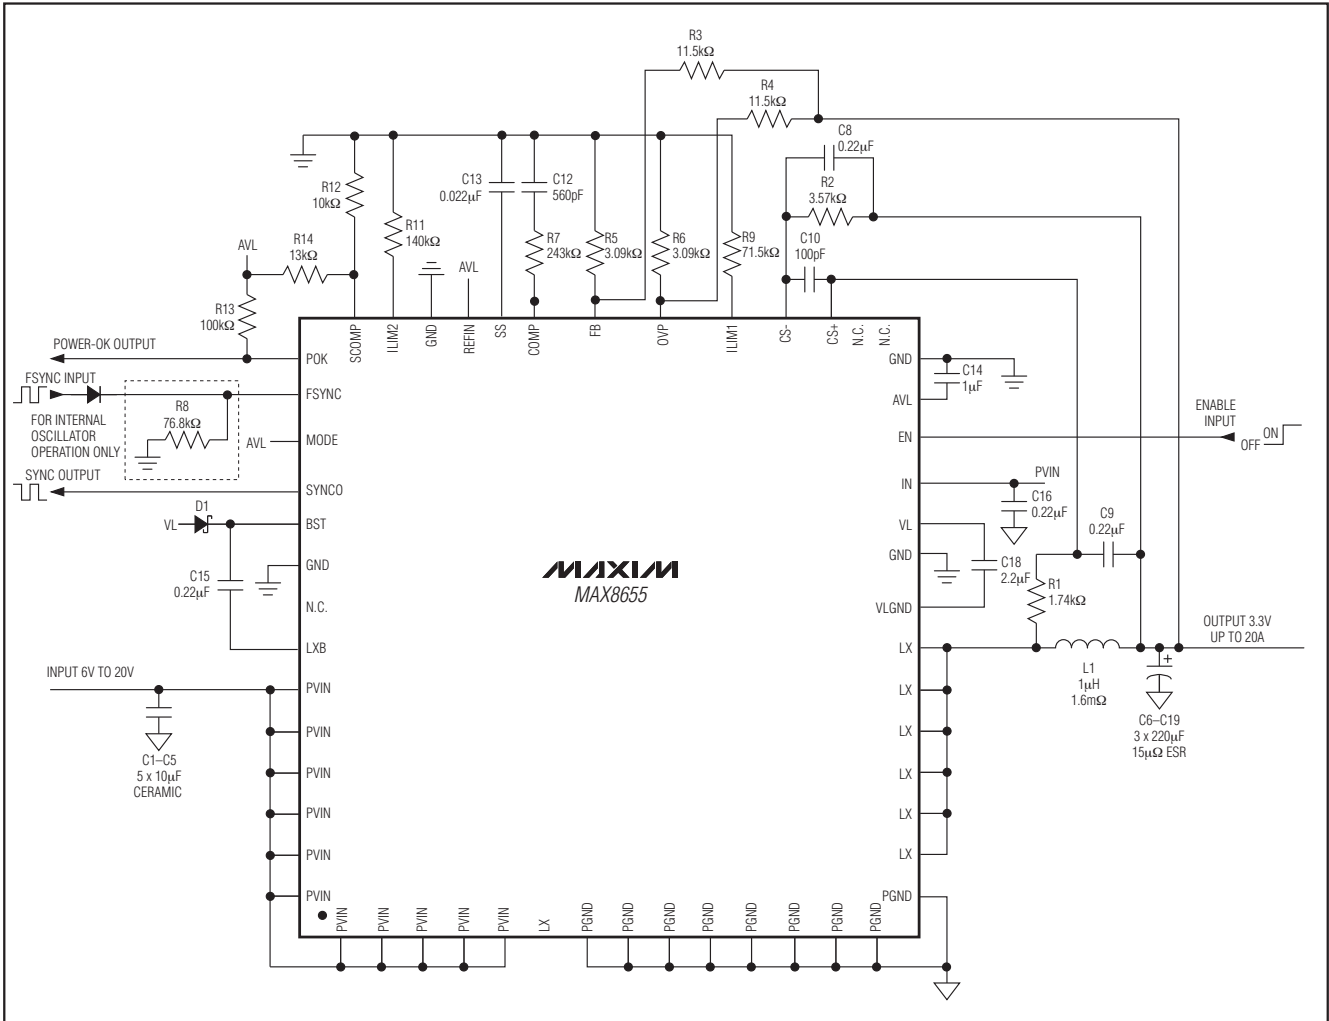 R3
11.5kΩ
R4
11.5kΩ
C8
0.22µF
R2
3.57kΩ
C10
100pF
R12
10kΩ
C13
0.022µF
C12
560pF
R11
140kΩ
R7
243kΩ
R5
3.09kΩ
R6
3.09kΩ
R9
71.5kΩ
AVL
R14
13kΩ
AVL
R13
100kΩ
SCOMP
ILIM2
GND
REFIN
SS
COMP
FB
OVP
ILIM1
CS-
CS+
N.C.
N.C.
POWER-OK OUTPUT
POK
FSYNC INPUT
FSYNC
R8
76.8kΩ
FOR INTERNAL
OSCILLATOR
OPERATION ONLY
AVL
MODE
SYNC OUTPUT
SYNCO
D1
VL
BST
C15
0.22µF
GND
N.C.
LXB
INPUT 6V TO 20V
PVIN
PVIN
PVIN
PVIN
PVIN
PVIN
C1–C5
5 x 10µF
CERAMIC
MAXIM
MAX8655
GND
C14
1µF
AVL
EN
ENABLE
INPUT
ON
OFF
IN
PVIN
C16
0.22µF
VL
GND
C18
2.2µF
VLGND
C9
0.22µF
R1
1.74kΩ
OUTPUT 3.3V
UP TO 20A
LX
LX
LX
LX
LX
LX
L1
1µH
1.6mΩ
+
C6–C19
3 x 220µF
15µΩ ESR
PGND
PVIN
PVIN
PVIN
PVIN
PVIN
LX
PGND
PGND
PGND
PGND
PGND
PGND
PGND
PGND